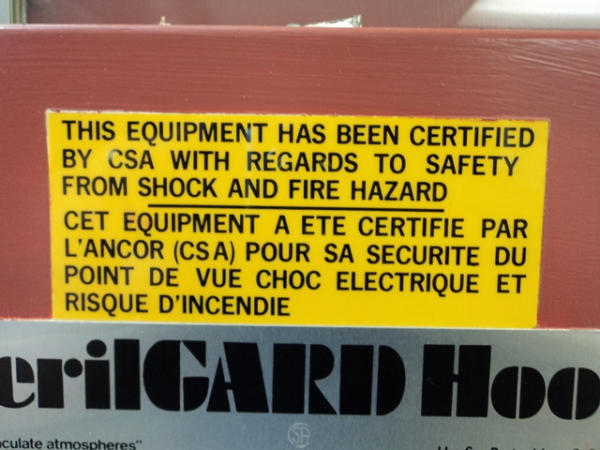 THIS EQUIPMENT HAS BEEN CERTIFIED
BY CSA WITH REGARDS TO SAFETY
FROM SHOCK AND FIRE HAZARD
CET EQUIPMENT A ETE CERTIFIE PAR
L'ANCOR (CSA) POUR SA SECURITE DU
POINT DE VUE CHOC ELECTRIQUE ET
RISQUE D'INCENDIE
erilGARD Hoo
culate atmospheres"